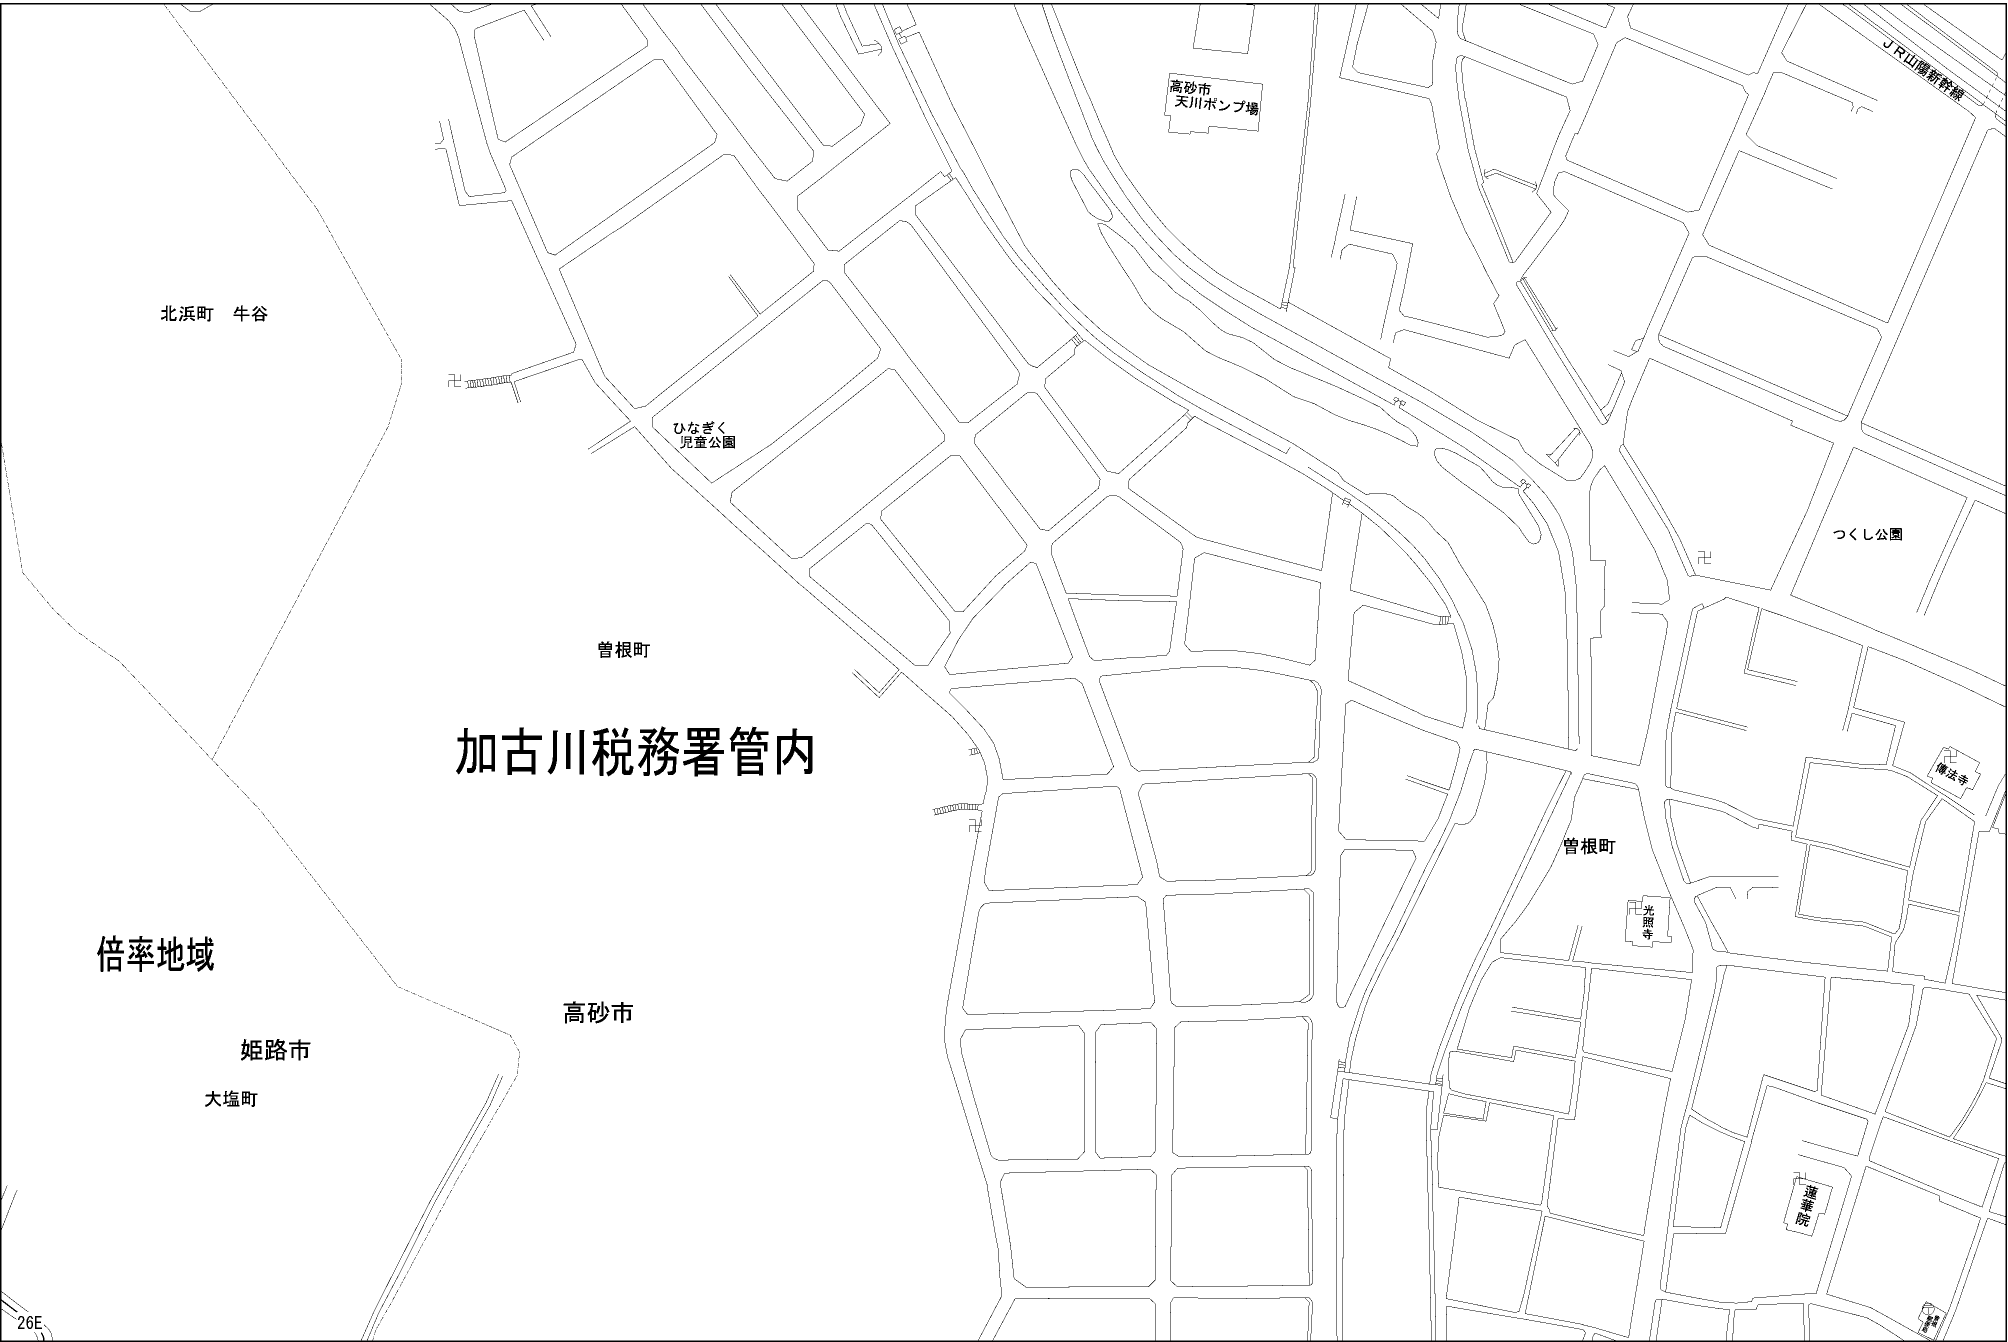 JR山陽新幹線
高砂市
天川ポンプ場
北浜町　牛谷
ひなぎく
児童公園
つくし公園
曽根町
加古川税務署管内
傳法寺
曽根町
光照寺
倍率地域
高砂市
姫路市
大塩町
蓮華院
26E